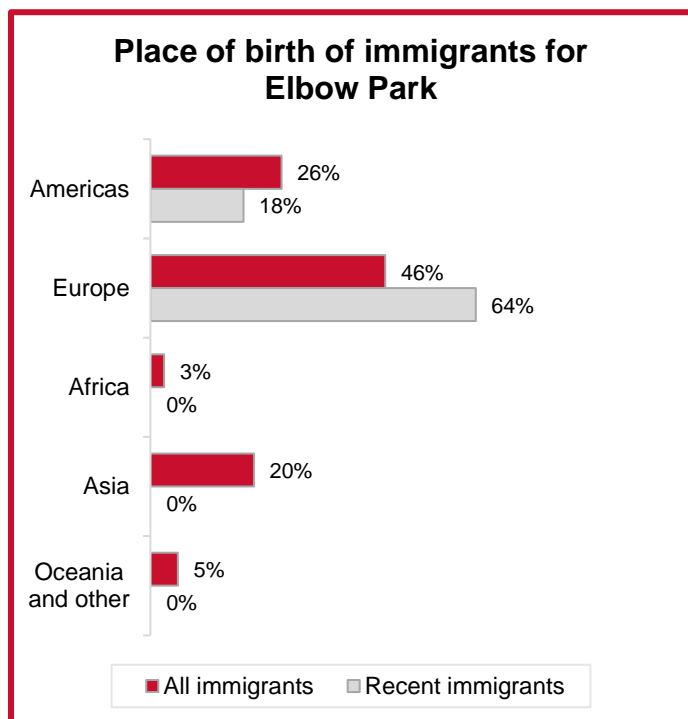 Place of birth of immigrants for
Elbow Park
Americas
26%
18%
Europe
46%
64%
Africa
3%
0%
Asia
20%
0%
Oceania
and other
5%
0%
All immigrants
Recent immigrants